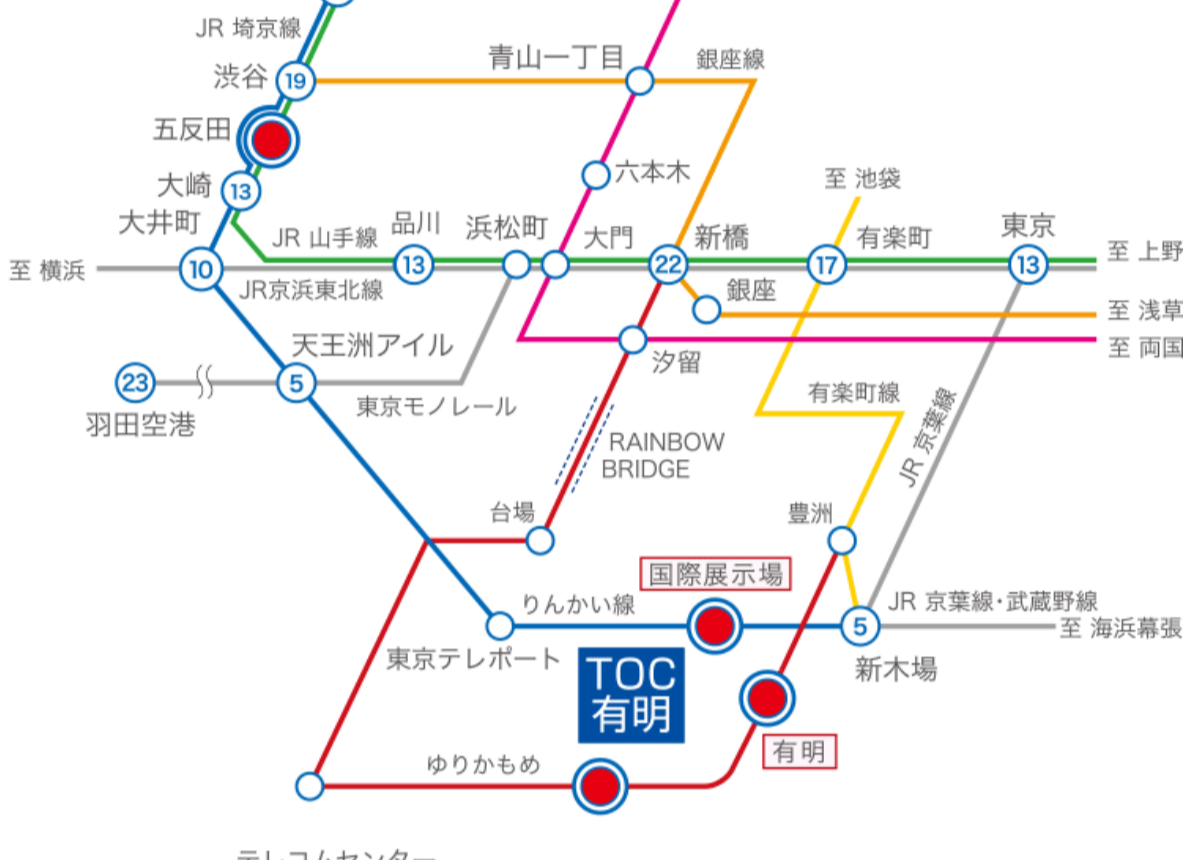 JR 埼京線
青山一丁目
銀座線
渋谷
19
五反田
六本木
大崎
13
至 池袋
大井町
JR 山手線
品川
浜松町
大門
新橋
有楽町
東京
至 上野
至 横浜
10
13
22
17
13
JR京浜東北線
銀座
至 浅草
天王洲アイル
汐留
至 両国
23
5
東京モノレール
有楽町線
羽田空港
JR 京葉線
RAINBOW
BRIDGE
台場
豊洲
国際展示場
りんかい線
JR 京葉線・武蔵野線
5
至 海浜幕張
東京テレポート
新木場
TOC
有明
有明
ゆりかもめ
テレコムセンター